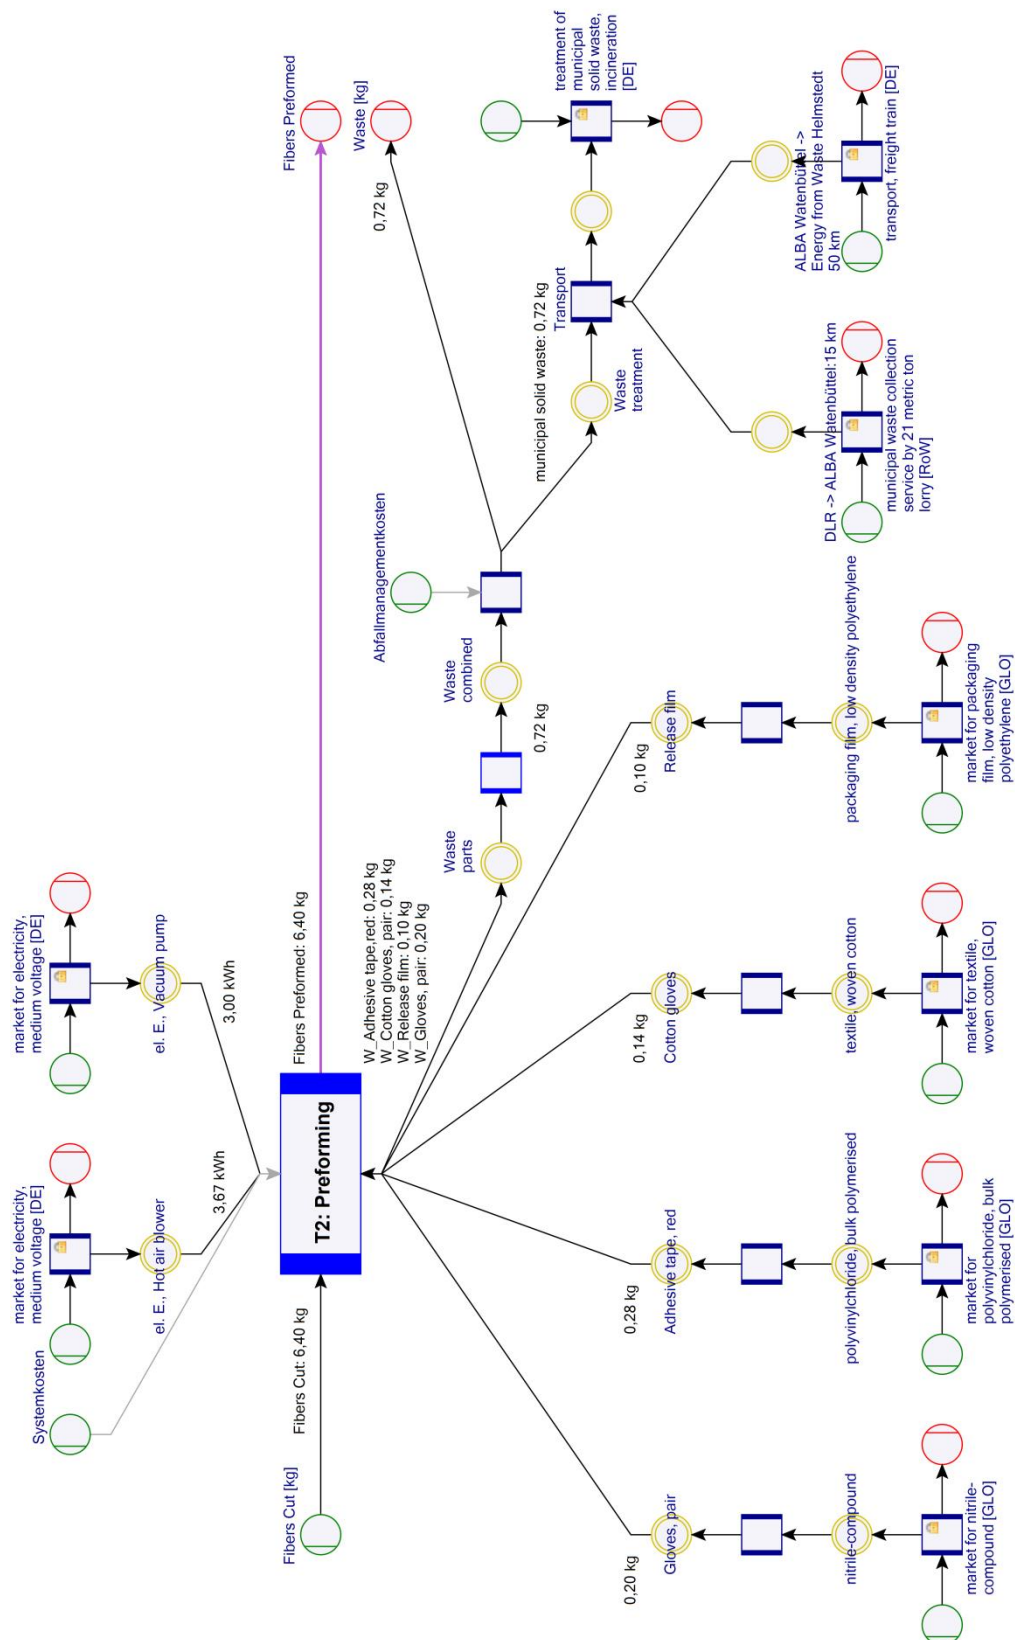 Systemkosten
market for electricity,
medium voltage [DE]
el. E., Hot air blower
3,67 kWh
market for electricity,
medium voltage [DE]
el. E., Vacuum pump
3,00 kWh
Fibers Cut [kg]
Fibers Cut: 6,40 kg
T2: Preforming
Fibers Preformed: 6,40 kg
Fibers Preformed
W_Adhesive tape,red: 0,28 kg
W_Cotton gloves, pair: 0,14 kg
W_Release film: 0,10 kg
W_Gloves, pair: 0,20 kg
Waste
parts
0,72 kg
Waste
combined
Abfallmanagementkosten
0,72 kg
Waste [kg]
municipal solid waste: 0,72 kg
Waste
treatment
Transport
treatment of
municipal
solid waste,
incineration
[DE]
DLR -> ALBA Watenbüttel:15 km
municipal waste collection
service by 21 metric ton
lorry [RoW]
ALBA Watenbüttel ->
Energy from Waste Helmstedt
50 km
transport, freight train [DE]
0,20 kg
Gloves, pair
nitrile-compound
market for nitrile-
compound [GLO]
0,28 kg
Adhesive tape, red
polyvinylchloride, bulk polymerised
market for
polyvinylchloride, bulk
polymerised [GLO]
0,14 kg
Cotton gloves
textile, woven cotton
market for textile,
woven cotton [GLO]
0,10 kg
Release film
packaging film, low density polyethylene
market for packaging
film, low density
polyethylene [GLO]